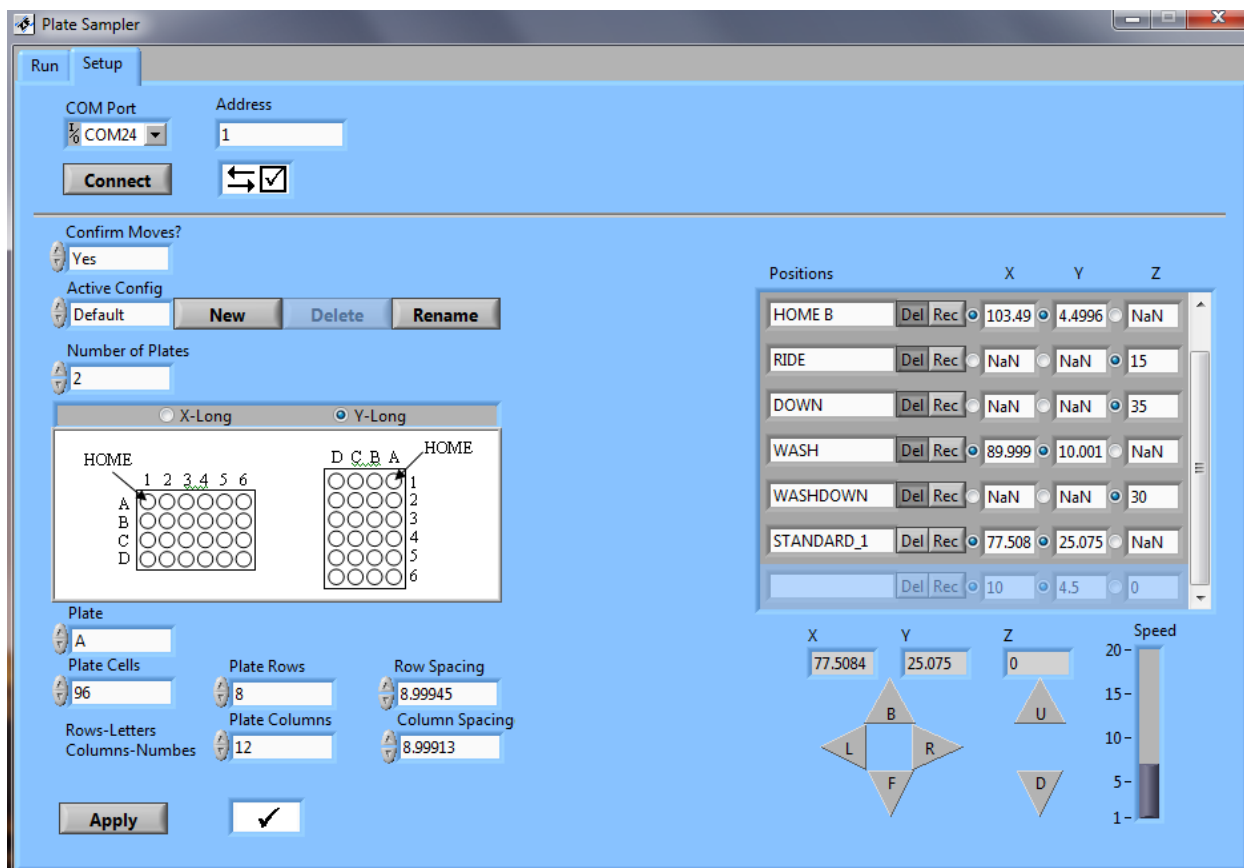 Plate Sampler
Run Setup
COM Port Address
I/0 COM24 1
Connect
Confirm Moves?
Yes
Active Config
Default New Delete Rename
Number of Plates
2
X-Long Y-Long
HOME
1 2 3 4 5 6
A
B
C
D
D C B A HOME
1
2
3
4
5
6
Plate
A
Plate Cells Plate Rows Row Spacing
96 8 8.99945
Rows-Letters
Columns-Numbes
Plate Columns Column Spacing
12 8.99913
Apply
Positions X Y Z
HOME B Del Rec 103.49 4.4996 NaN
RIDE Del Rec NaN NaN 15
DOWN Del Rec NaN NaN 35
WASH Del Rec 89.999 10.001 NaN
WASHDOWN Del Rec NaN NaN 30
STANDARD_1 Del Rec 77.508 25.075 NaN
Del Rec 10 4.5 0
X Y Z Speed
77.5084 25.075 0
20
15
10
5
1
B
L R
F
U
D